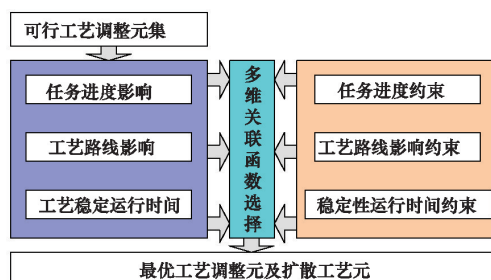 可行工艺调整元集
任务进度影响
工艺路线影响
工艺稳定运行时间
多维关联函数选择
任务进度约束
工艺路线影响约束
稳定性运行时间约束
最优工艺调整元及扩散工艺元